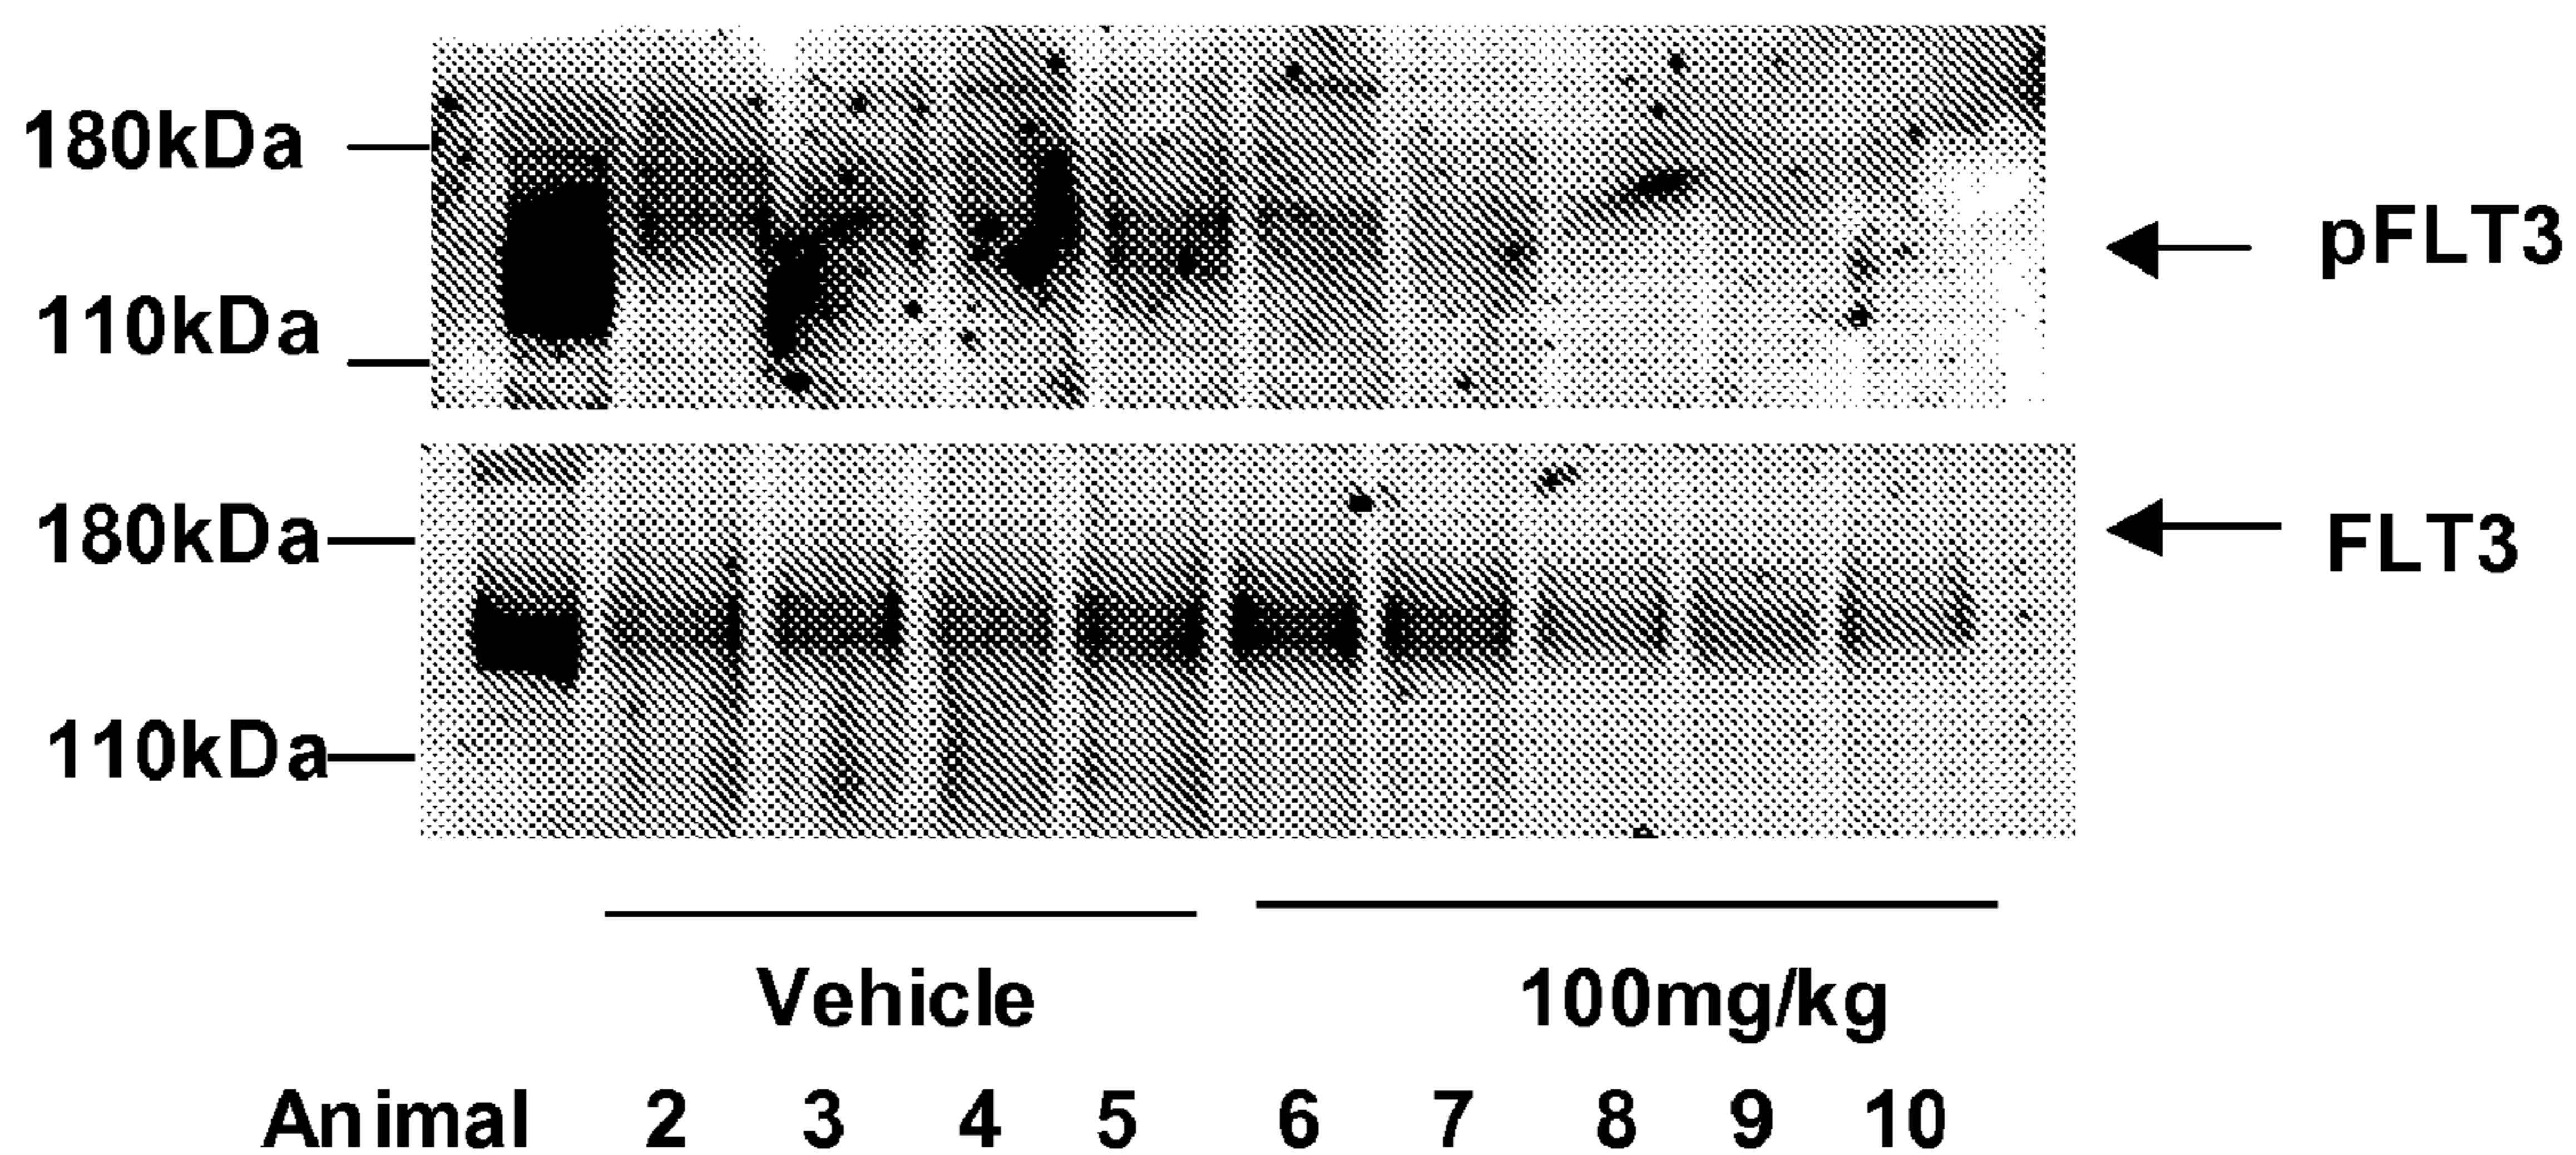 180kDa
pFLT3
110kDa
180kDa
FLT3
110kDa
Vehicle 100mg/kg
Animal 2 3 4 5 6 7 8 9 10